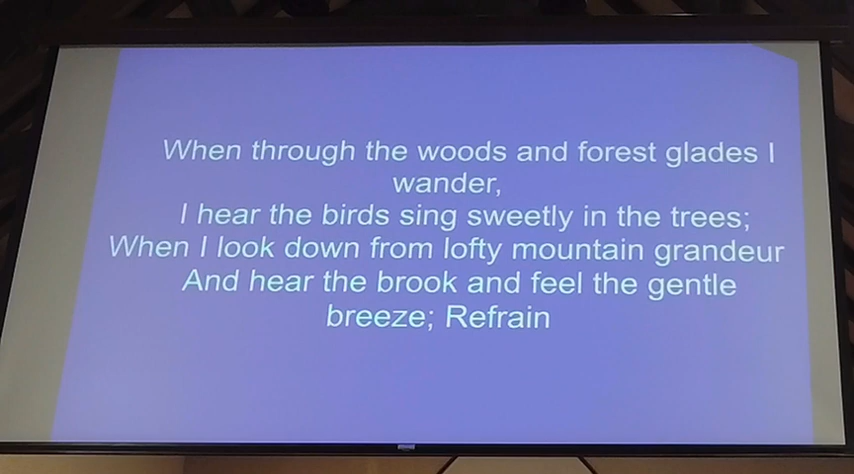 When through the woods and forest glades I
wander,
I hear the birds sing sweetly in the trees;
When I look down from lofty mountain grandeur
And hear the brook and feel the gentle
breeze; Refrain